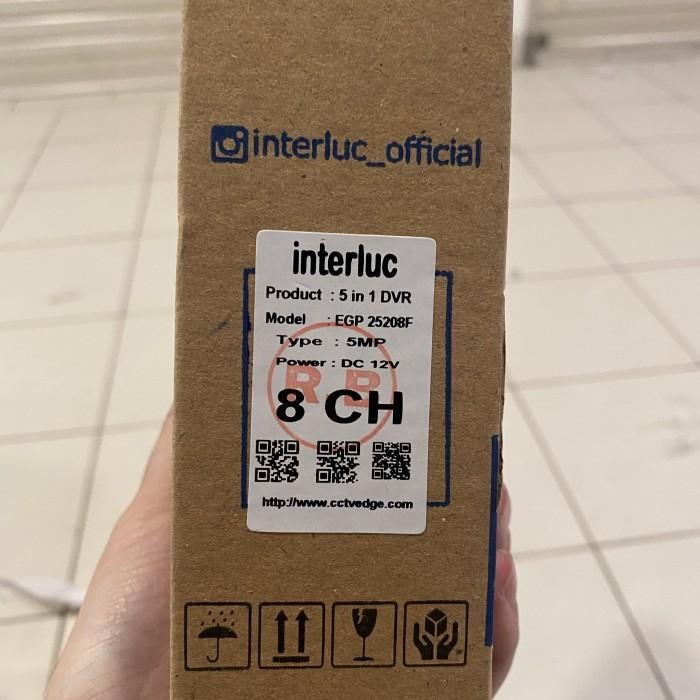 interluc_official
interluc
Product : 5 in 1 DVR
Model : EGP 25208F
Type : 5MP
Power : DC 12V
R B
8 CH
http://www.cctvedge.com